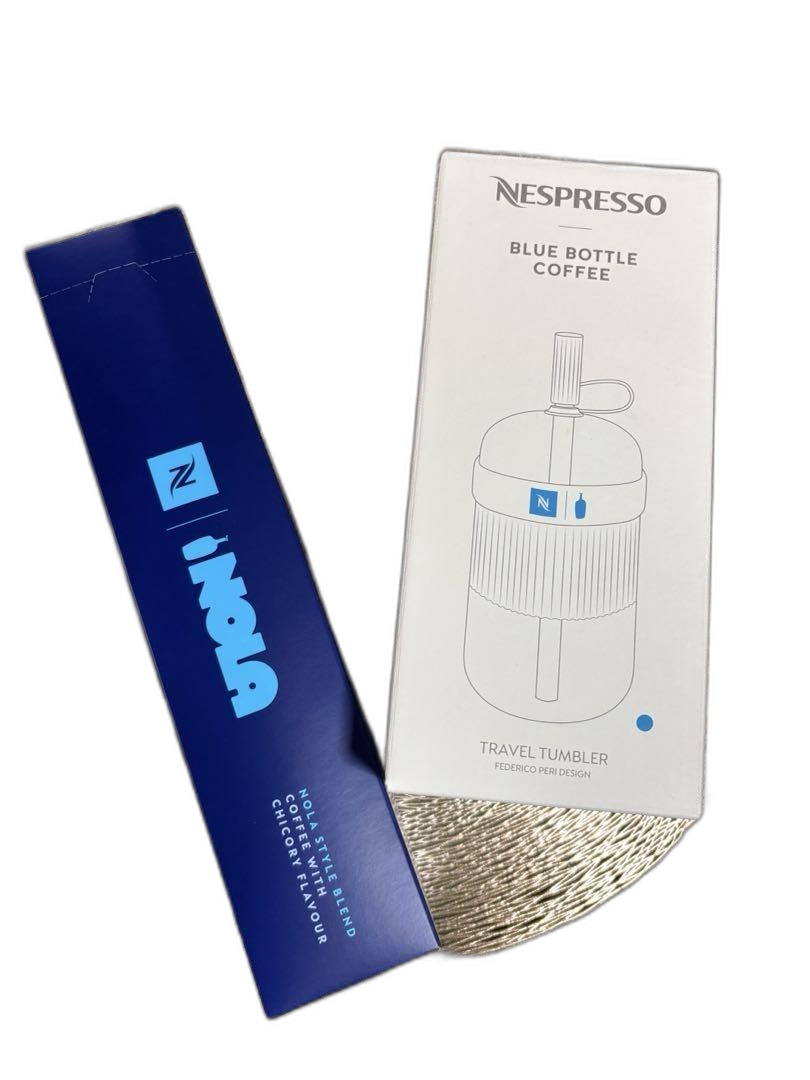 N
NOLA
NOLA STYLE BLEND
COFFEE WITH
CHICORY FLAVOUR
NESPRESSO
BLUE BOTTLE
COFFEE
N
TRAVEL TUMBLER
FEDERICO PERI DESIGN